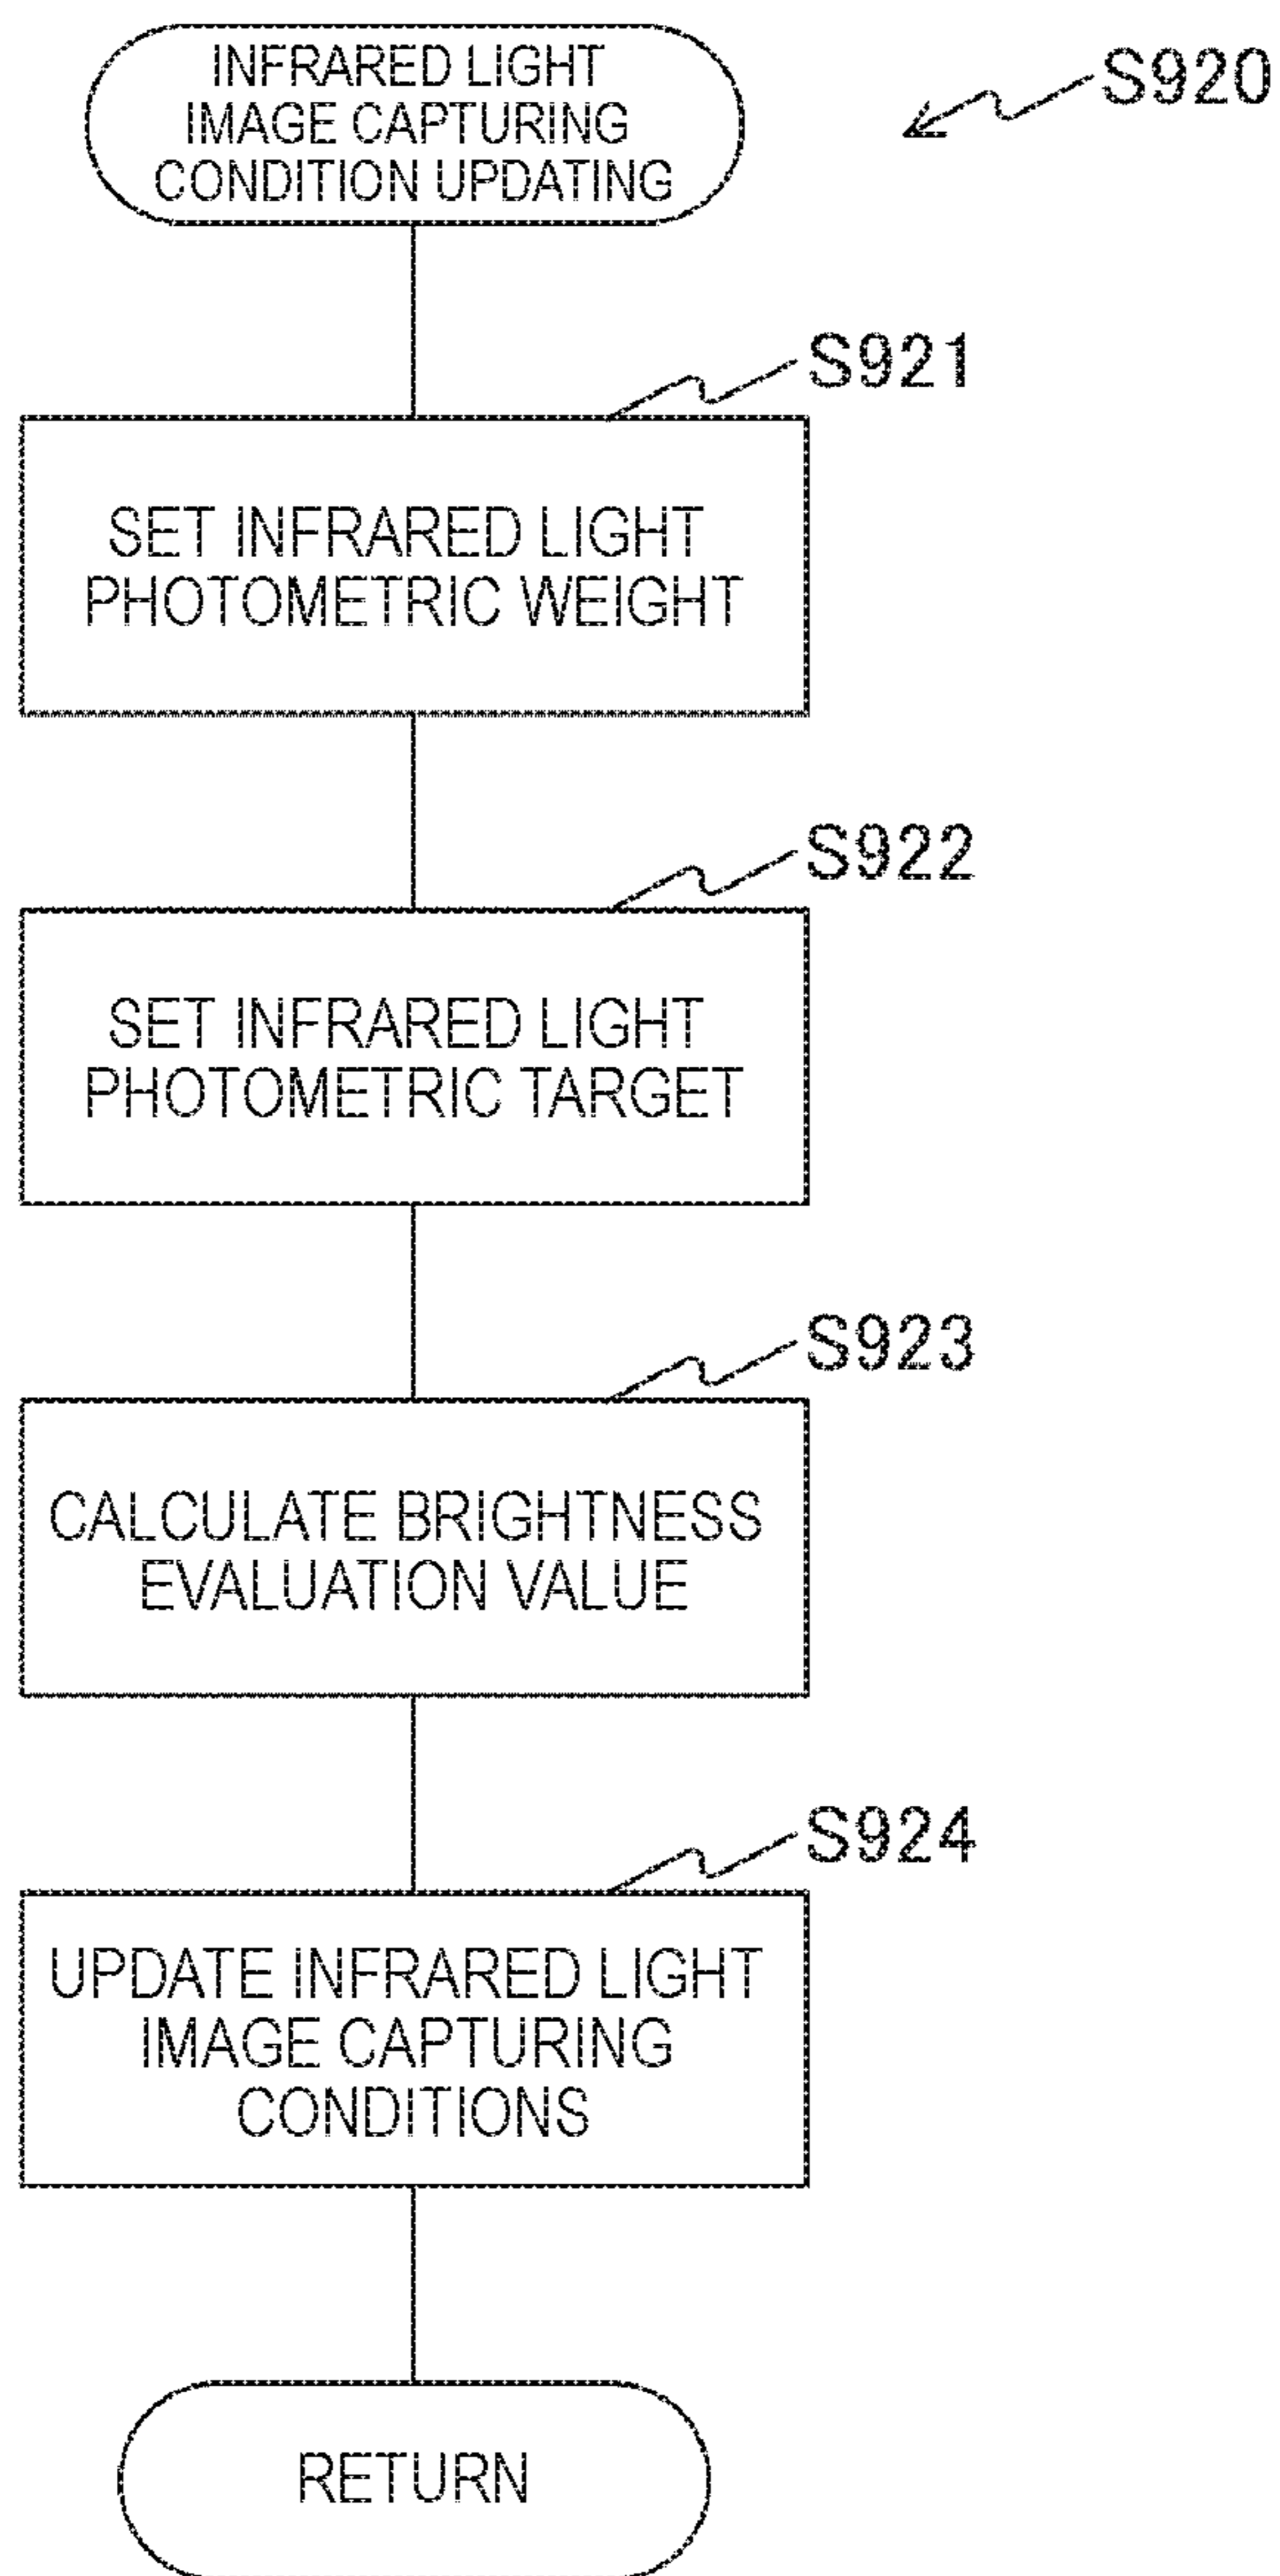 INFRARED LIGHT
IMAGE CAPTURING
CONDITION UPDATING
S920
S921
SET INFRARED LIGHT
PHOTOMETRIC WEIGHT
S922
SET INFRARED LIGHT
PHOTOMETRIC TARGET
S923
CALCULATE BRIGHTNESS
EVALUATION VALUE
S924
UPDATE INFRARED LIGHT
IMAGE CAPTURING
CONDITIONS
RETURN